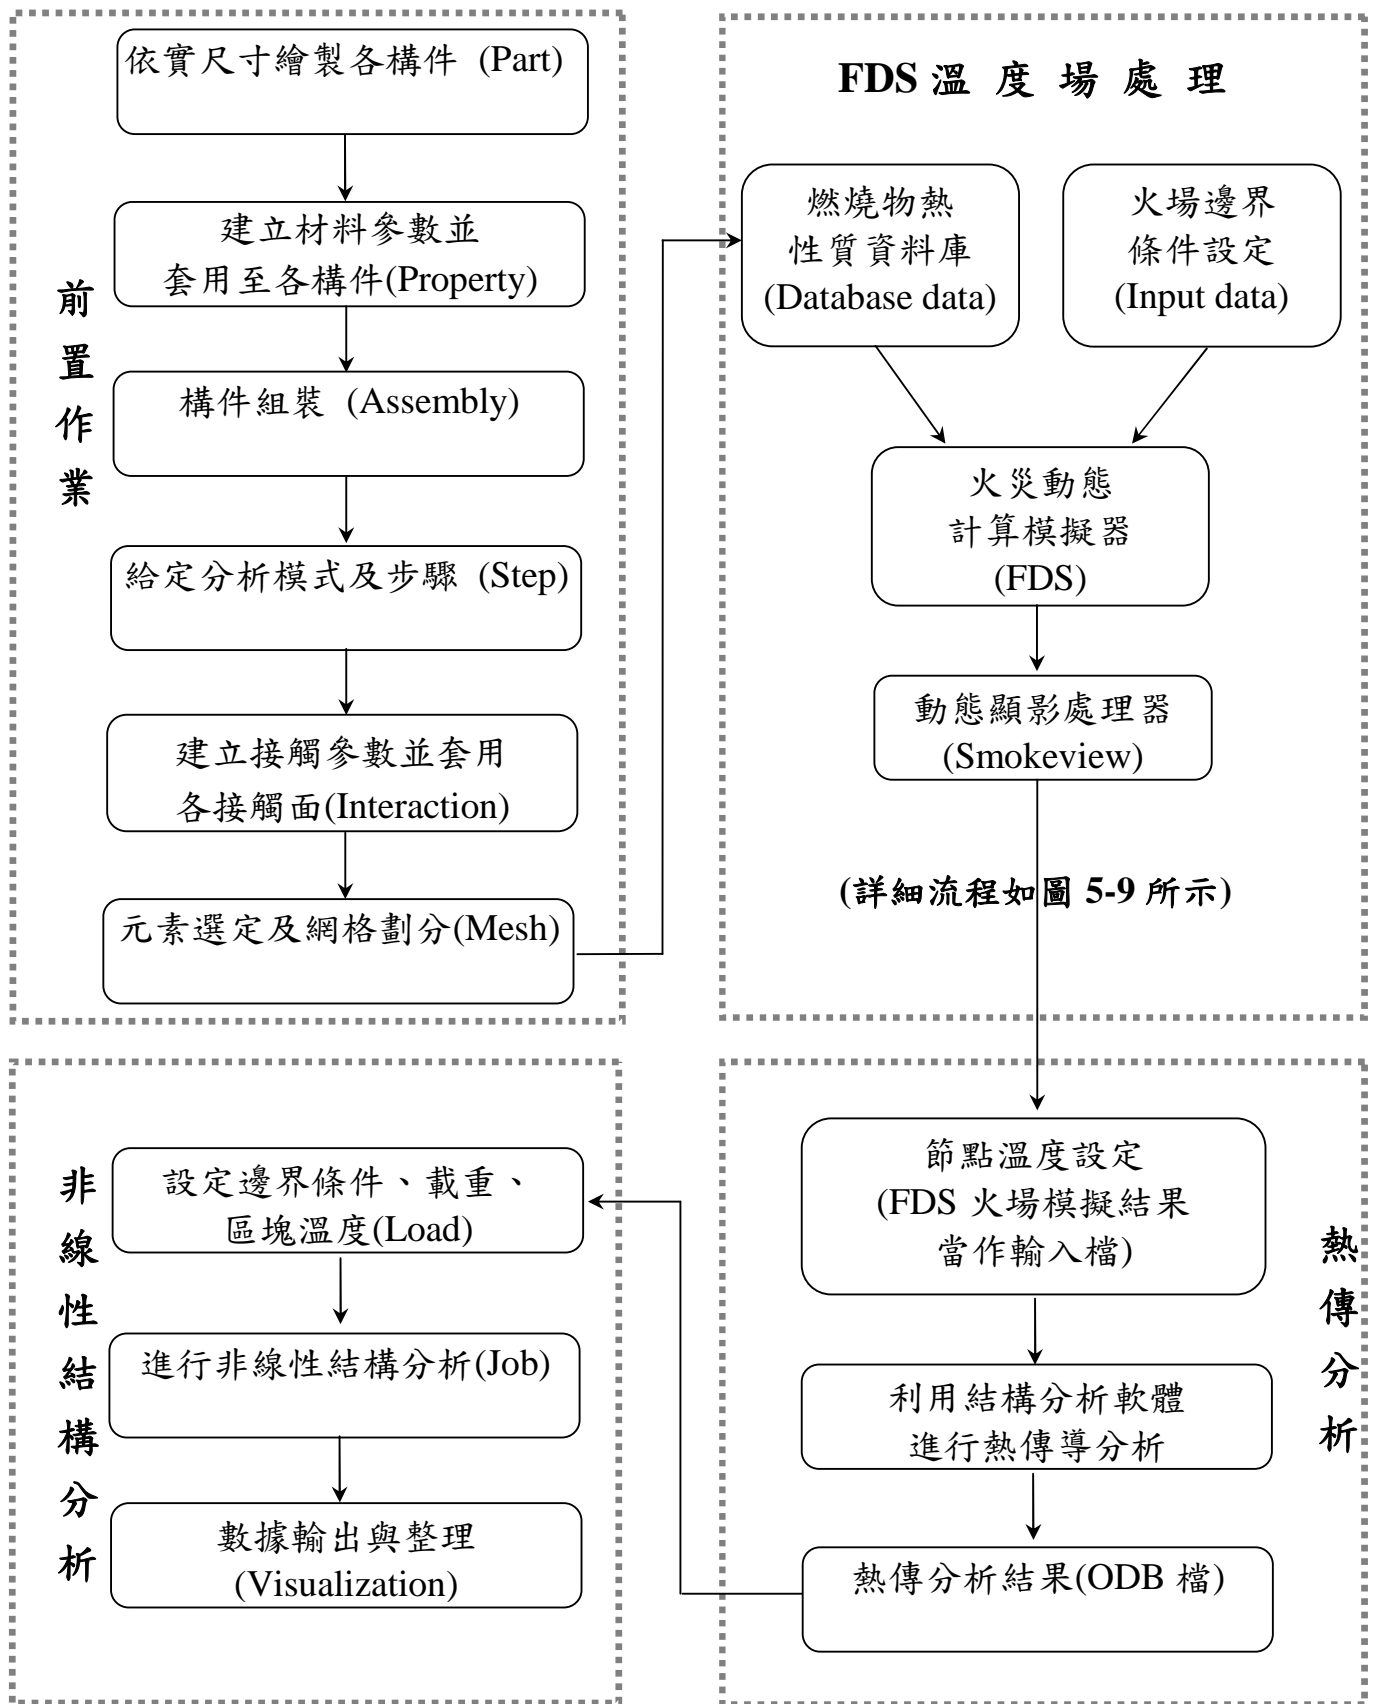 依實尺寸繪製各構件 (Part)
建立材料參數並
套用至各構件(Property)
構件組裝 (Assembly)
給定分析模式及步驟 (Step)
建立接觸參數並套用
各接觸面(Interaction)
元素選定及網格劃分(Mesh)
前置作業
FDS 溫度場處理
燃燒物熱
性質資料庫
(Database data)
火場邊界
條件設定
(Input data)
火災動態
計算模擬器
(FDS)
動態顯影處理器
(Smokeview)
(詳細流程如圖 5-9 所示)
節點溫度設定
(FDS 火場模擬結果
當作輸入檔)
利用結構分析軟體
進行熱傳導分析
熱傳分析結果(ODB 檔)
熱傳分析
設定邊界條件、載重、
區塊溫度(Load)
進行非線性結構分析(Job)
數據輸出與整理
(Visualization)
非線性結構分析